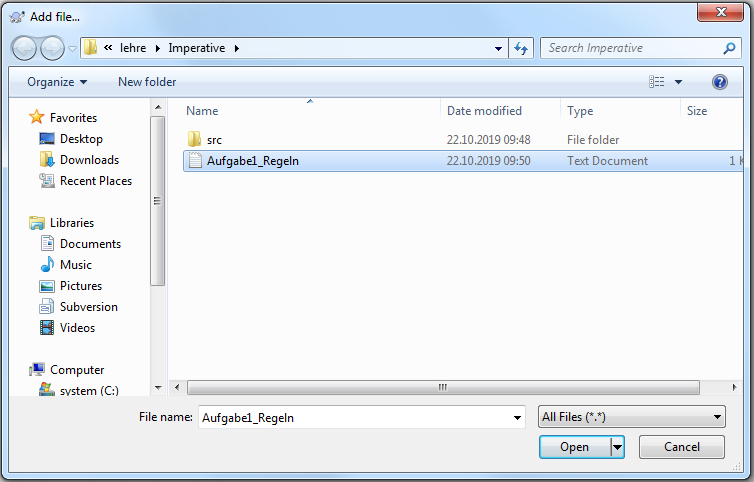 Add file...
« lehre Imperative
Search Imperative
Organize New folder
Name Date modified Type Size
src 22.10.2019 09:48 File folder
Aufgabe1_Regeln 22.10.2019 09:50 Text Document 1 K
Favorites
Desktop
Downloads
Recent Places
Libraries
Documents
Music
Pictures
Subversion
Videos
Computer
system (C:)
File name: Aufgabe1_Regeln All Files (*.*)
Open Cancel